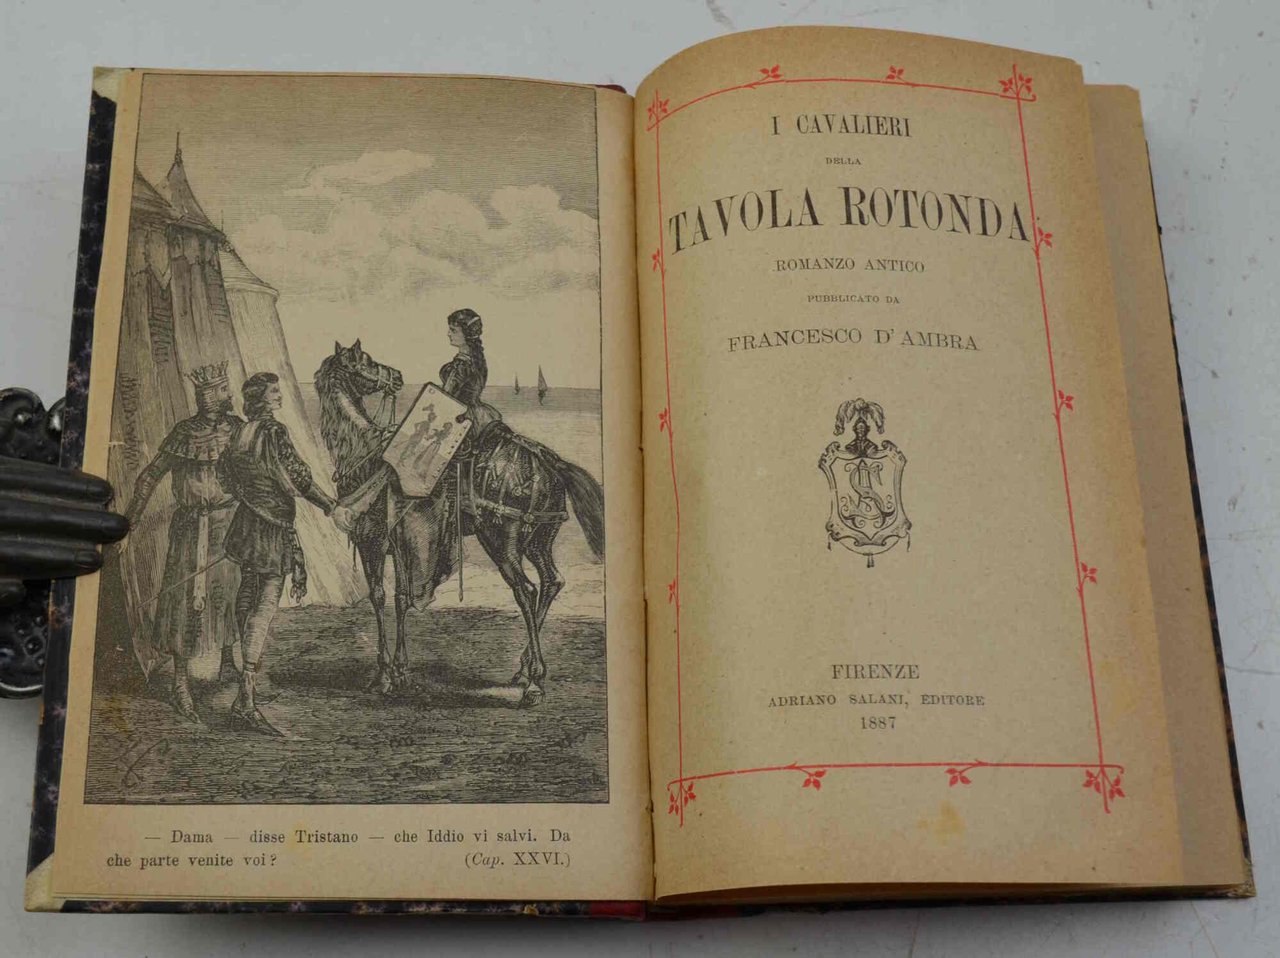 — Dama — disse Tristano — che Iddio vi salvi. Da
che parte venite voi? (Cap. XXVI.)
I CAVALIERI
DELLA
TAVOLA ROTONDA
ROMANZO ANTICO
PUBBLICATO DA
FRANCESCO D'AMBRA
FIRENZE
ADRIANO SALANI, EDITORE
1887